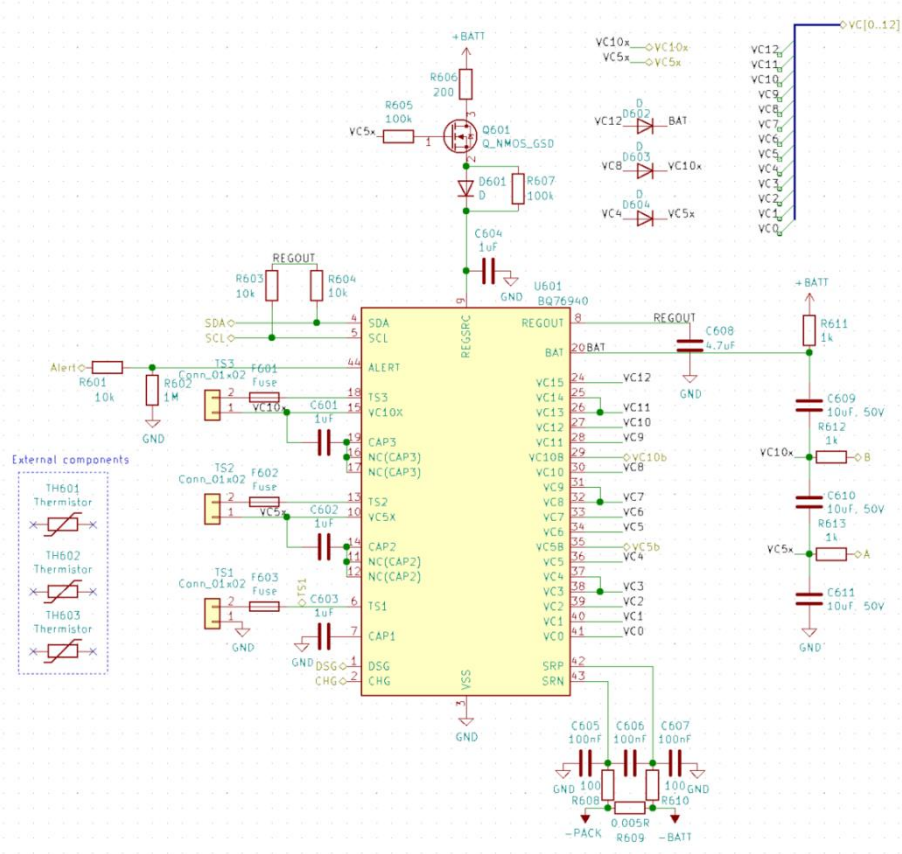 +BATT
R606
200
R605
100k
VC5x
1
3
2
Q601
Q_NMOS_GSD
D601
D
R607
100k
C604
1uF
GND
VC10x
VC10x
VC5x
VC5x
D
D602
VC12
BAT
D
D603
VC8
VC10x
D
D604
VC4
VC5x
VC[0..12]
VC12
VC11
VC10
VC9
VC8
VC7
VC6
VC5
VC4
VC3
VC2
VC1
VC0
REGOUT
R603
10k
R604
10k
SDA
SCL
Alert
R601
10k
R602
1M
GND
TS3
Conn_01x02
2
1
F601
Fuse
VC10x
C601
1uF
TS2
Conn_01x02
2
1
F602
Fuse
VC5x
C602
1uF
TS1
Conn_01x02
2
1
F603
Fuse
TS1
C603
1uF
GND
GND
DSG
CHG
External components
TH601
Thermistor
TH602
Thermistor
TH603
Thermistor
U601
BQ76940
9
REGSRC
4 SDA
5 SCL
44 ALERT
18 TS3
15 VC10X
19 CAP3
16 NC(CAP3)
17 NC(CAP3)
13 TS2
10 VC5X
14 CAP2
11 NC(CAP2)
12 NC(CAP2)
6 TS1
7 CAP1
1 DSG
2 CHG
VSS
3
GND
REGOUT 8 REGOUT
BAT 20 BAT
VC15 24 VC12
VC14 25
VC13 26 VC11
VC12 27 VC10
VC11 28 VC9
VC10B 29 VC10b
VC10 30 VC8
VC9 31
VC8 32 VC7
VC7 33 VC6
VC6 34 VC5
VC5B 35 VC5b
VC5 36 VC4
VC4 37
VC3 38 VC3
VC2 39 VC2
VC1 40 VC1
VC0 41 VC0
SRP 42
SRN 43
C608
4.7uF
GND
+BATT
R611
1k
C609
10uF, 50V
R612
1k
VC10x
B
C610
10uF, 50V
R613
1k
VC5x
A
C611
10uF, 50V
GND
C605
100nF
C606
100nF
C607
100nF
GND
100
R608
100
R610
GND
0.005R
R609
-PACK
-BATT